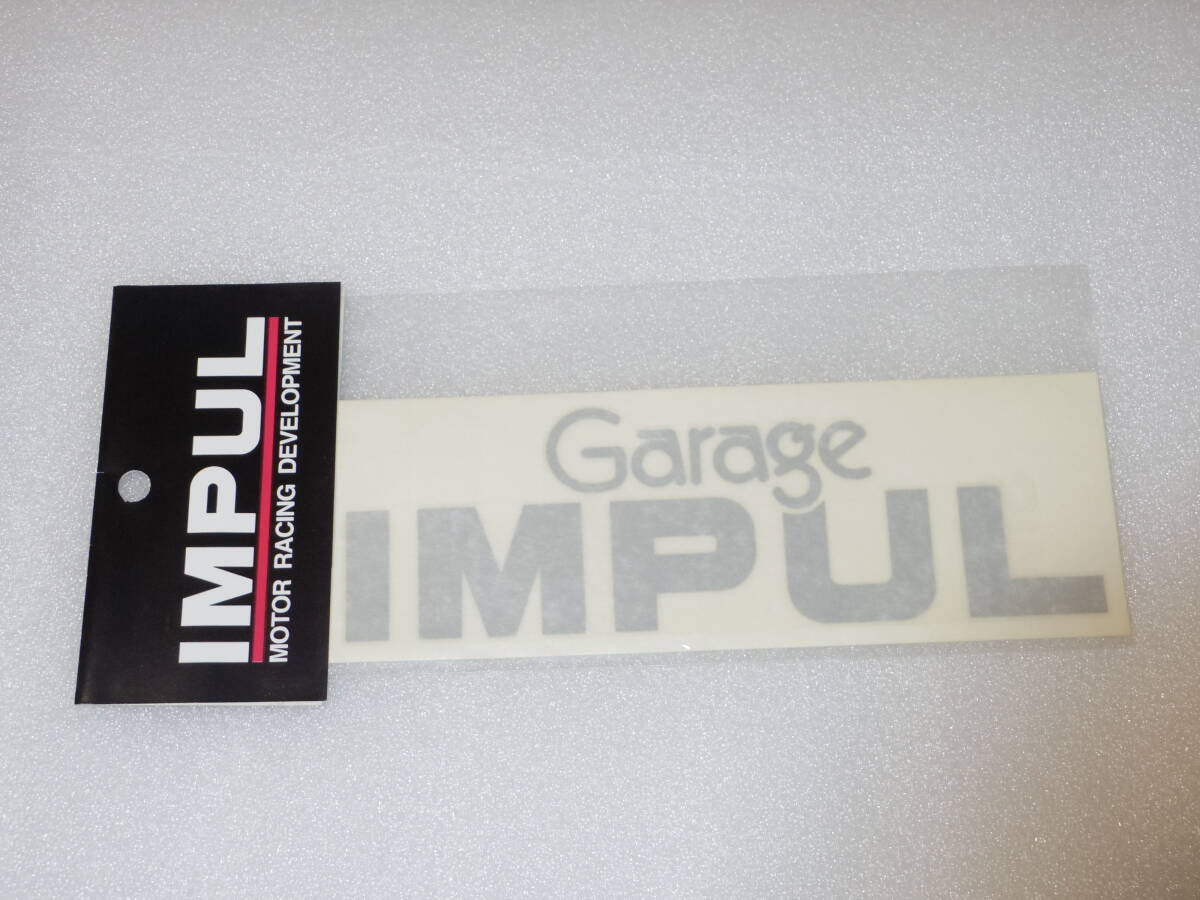 IMPUL
MOTOR RACING DEVELOPMENT
Garage
IMPUL